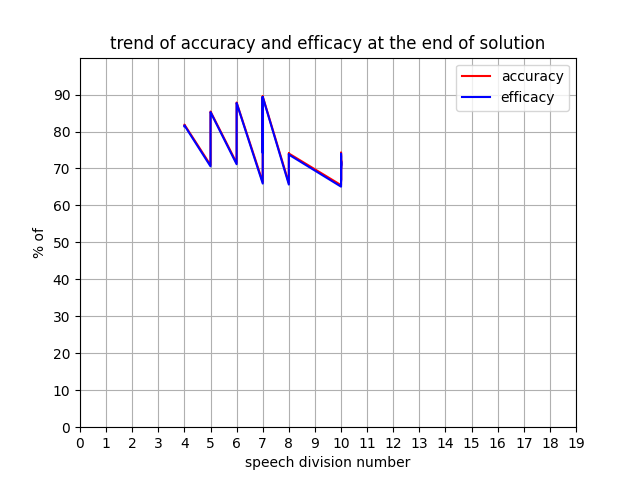 trend of accuracy and efficacy at the end of solution
accuracy
efficacy
90
80
70
60
50
40
30
20
10
0
% of
0 1 2 3 4 5 6 7 8 9 10 11 12 13 14 15 16 17 18 19
speech division number